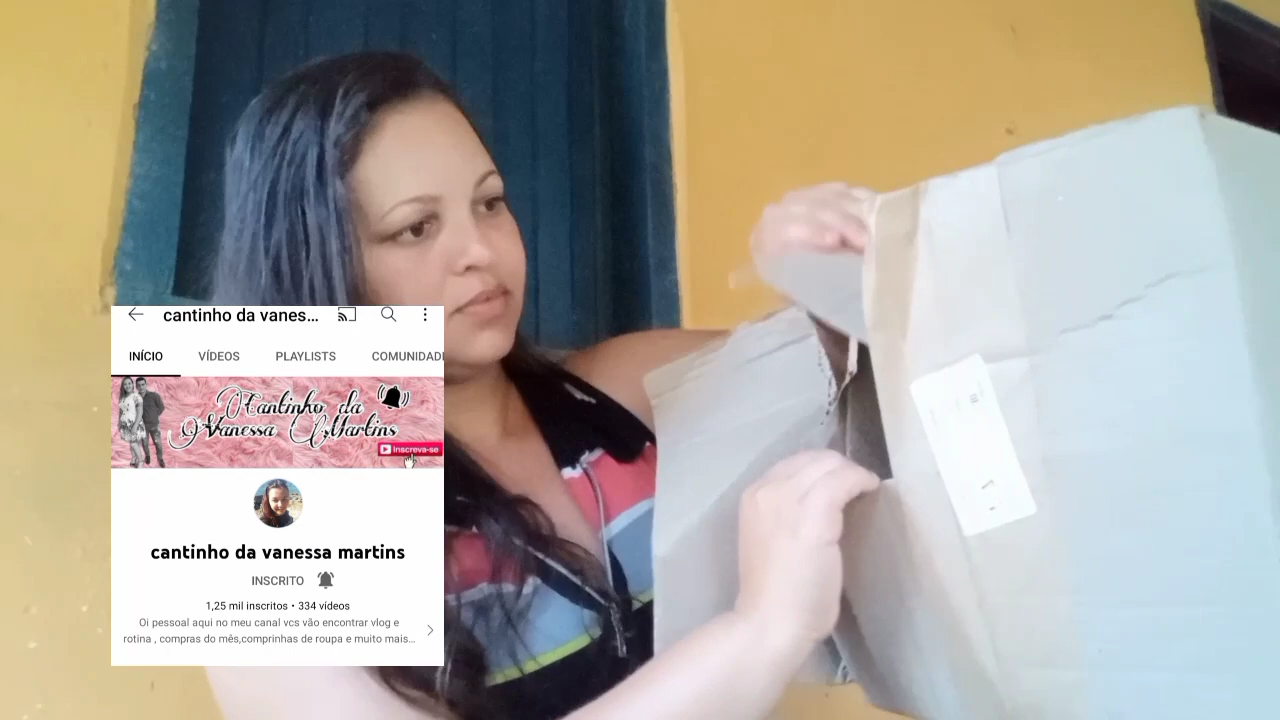 cantinho da vanes...
INÍCIO VÍDEOS PLAYLISTS COMUNIDAD
Cantinho da
Vanessa Martins
Inscreva-se
cantinho da vanessa martins
INSCRITO
1,25 mil inscritos • 334 vídeos
Oi pessoal aqui no meu canal vcs vão encontrar vlog e
rotina , compras do mês,comprinhas de roupa e muito mais...